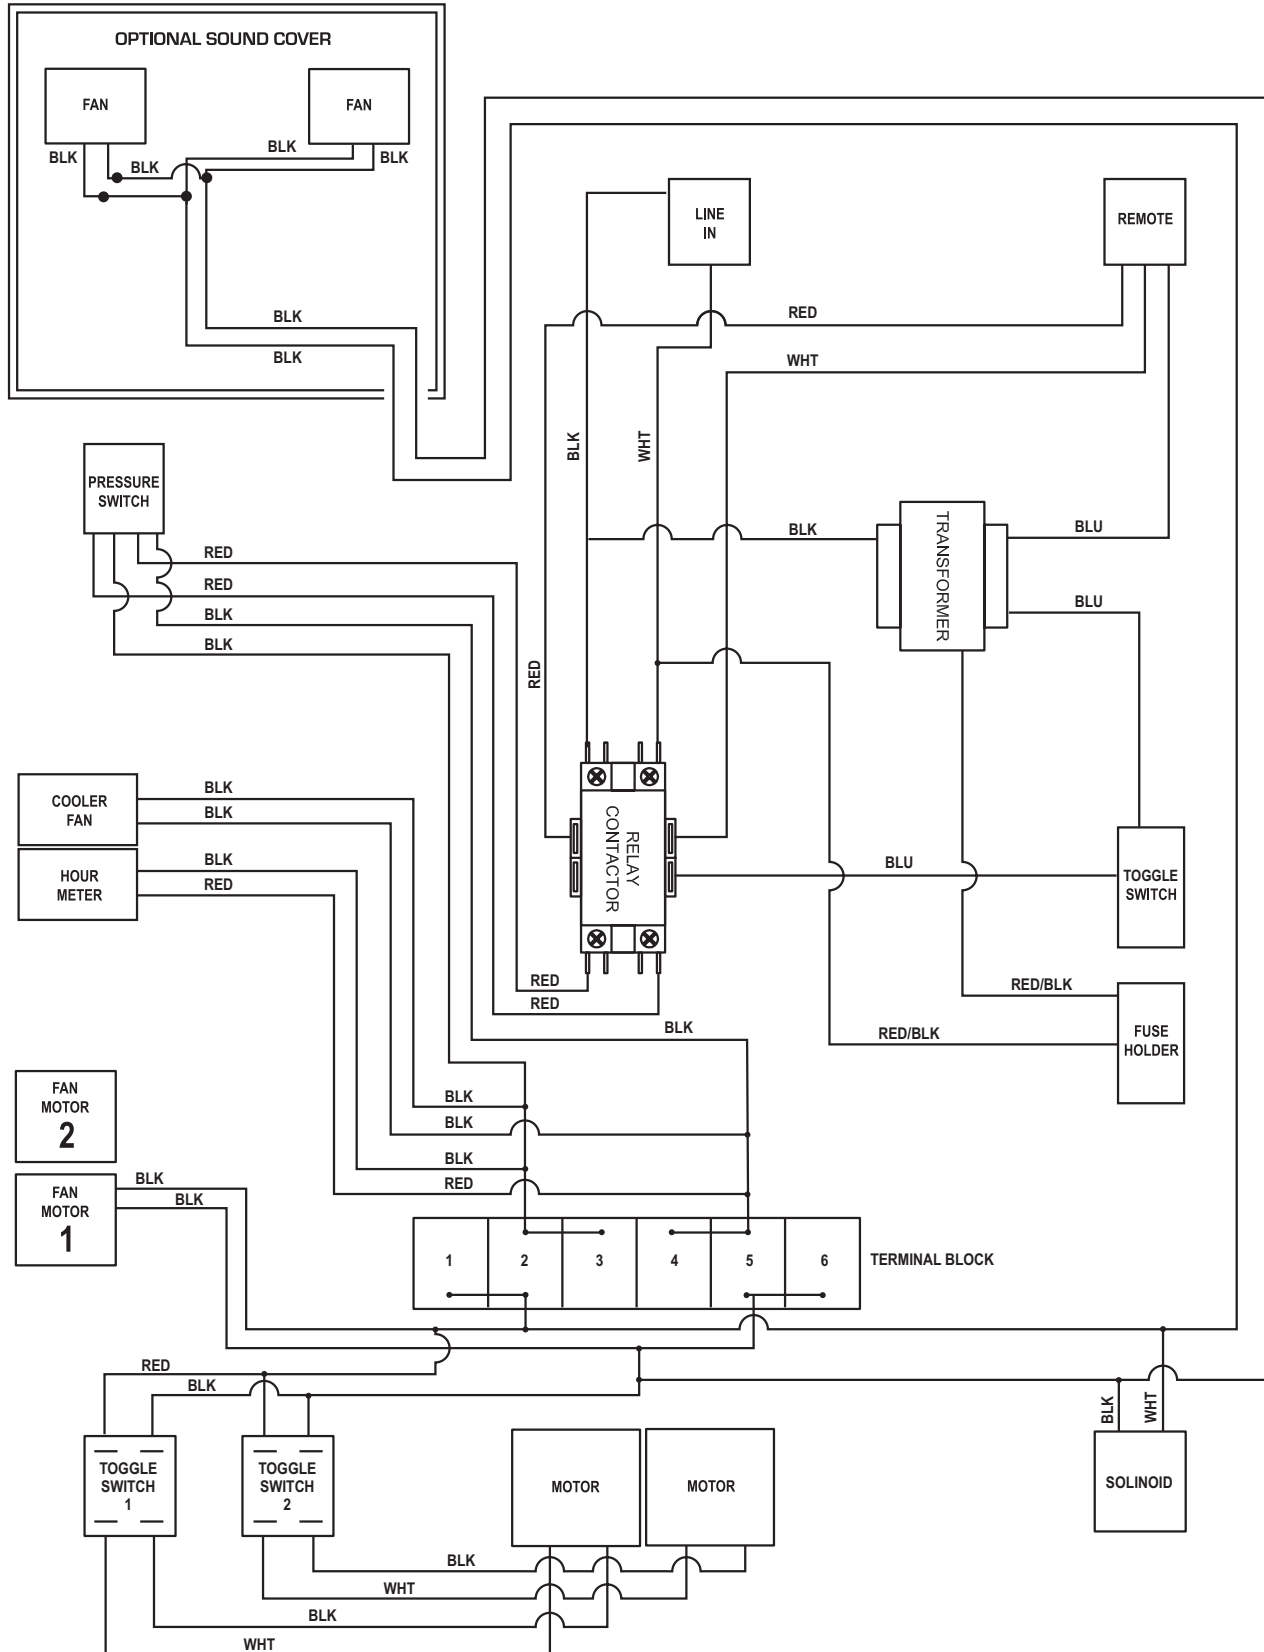 OPTIONAL SOUND COVER
FAN
FAN
BLK
BLK
BLK
BLK
BLK
BLK
LINE
IN
REMOTE
RED
WHT
BLK
WHT
PRESSURE
SWITCH
RED
RED
BLK
BLK
BLK
TRANSFORMER
BLU
BLU
RED
COOLER
FAN
BLK
BLK
HOUR
METER
BLK
RED
RELAY
CONTACTOR
BLU
TOGGLE
SWITCH
RED
RED
BLK
RED/BLK
RED/BLK
FUSE
HOLDER
FAN
MOTOR
2
BLK
BLK
BLK
RED
FAN
MOTOR
1
BLK
BLK
1
2
3
4
5
6
TERMINAL BLOCK
RED
BLK
BLK
WHT
TOGGLE
SWITCH
1
TOGGLE
SWITCH
2
MOTOR
MOTOR
SOLINOID
BLK
WHT
BLK
WHT